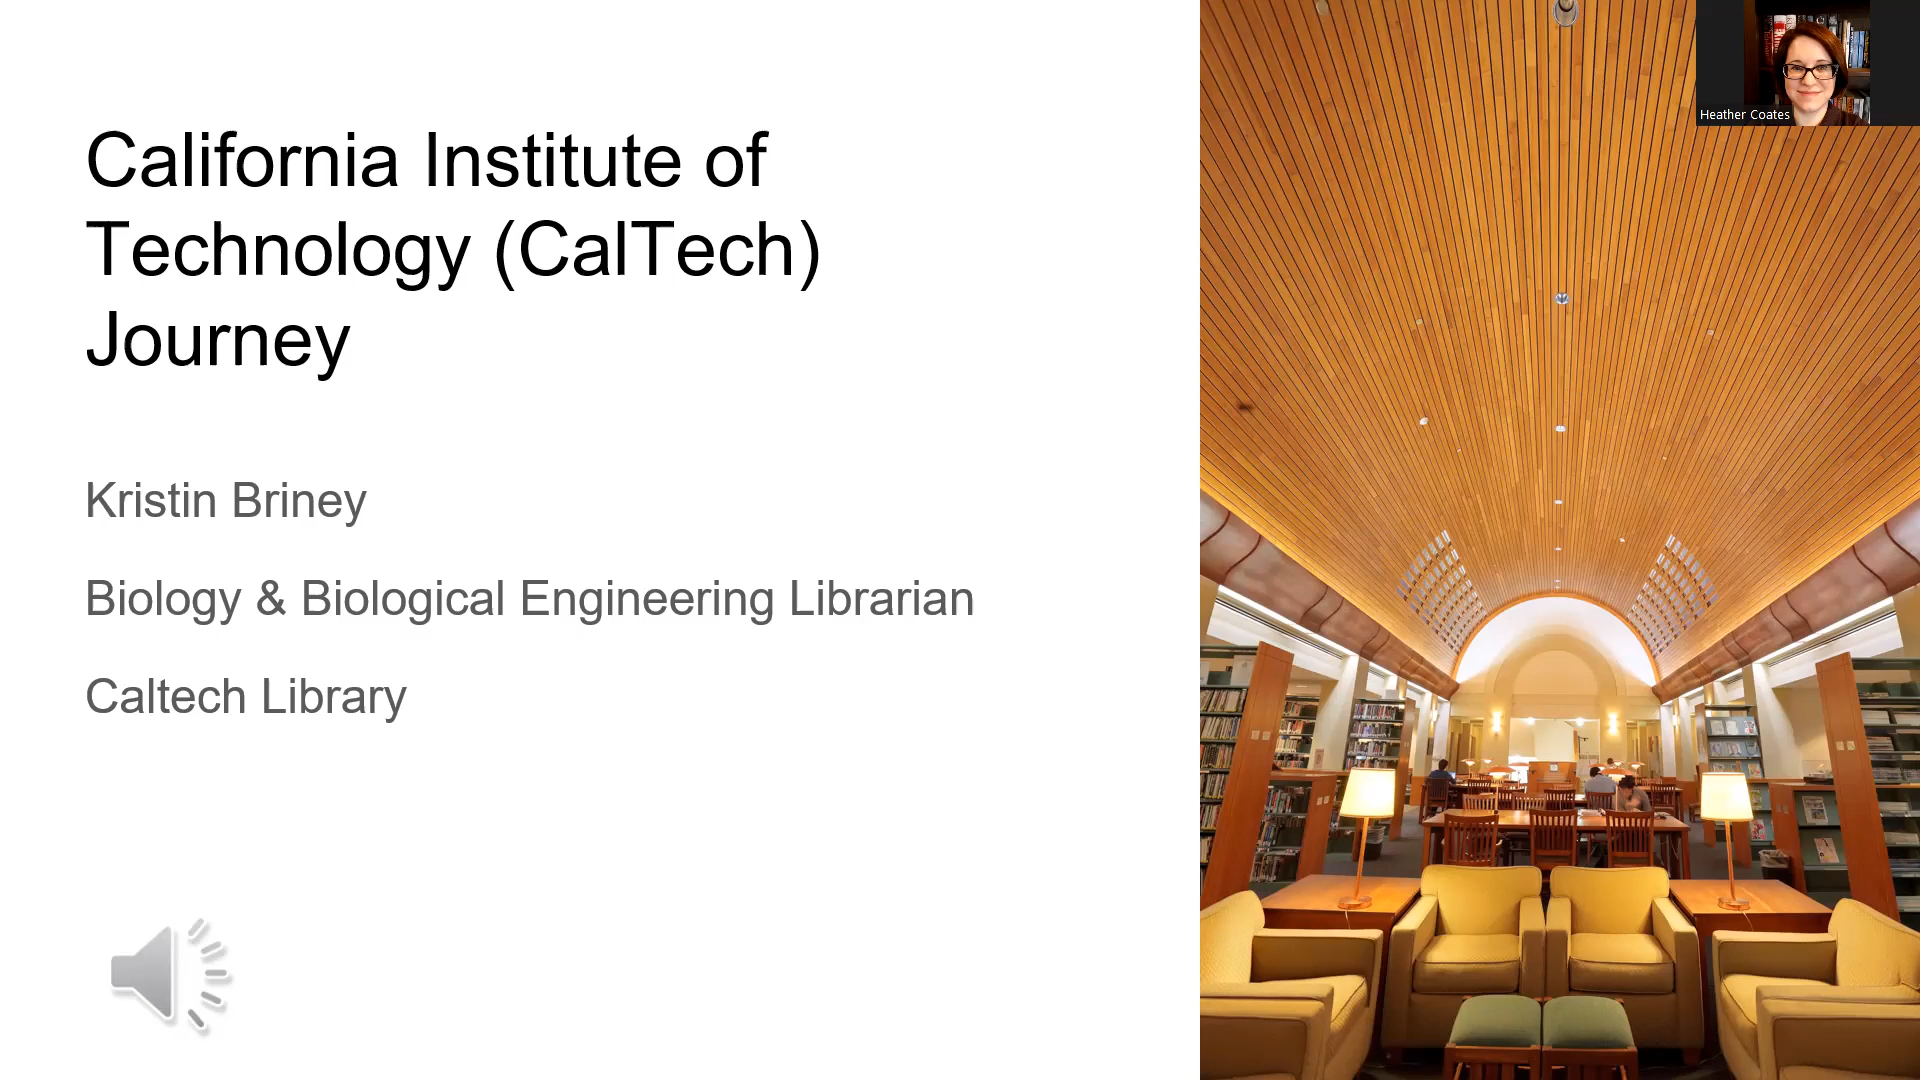 California Institute of
Technology (CalTech)
Journey
Kristin Briney
Biology & Biological Engineering Librarian
Caltech Library
Heather Coates